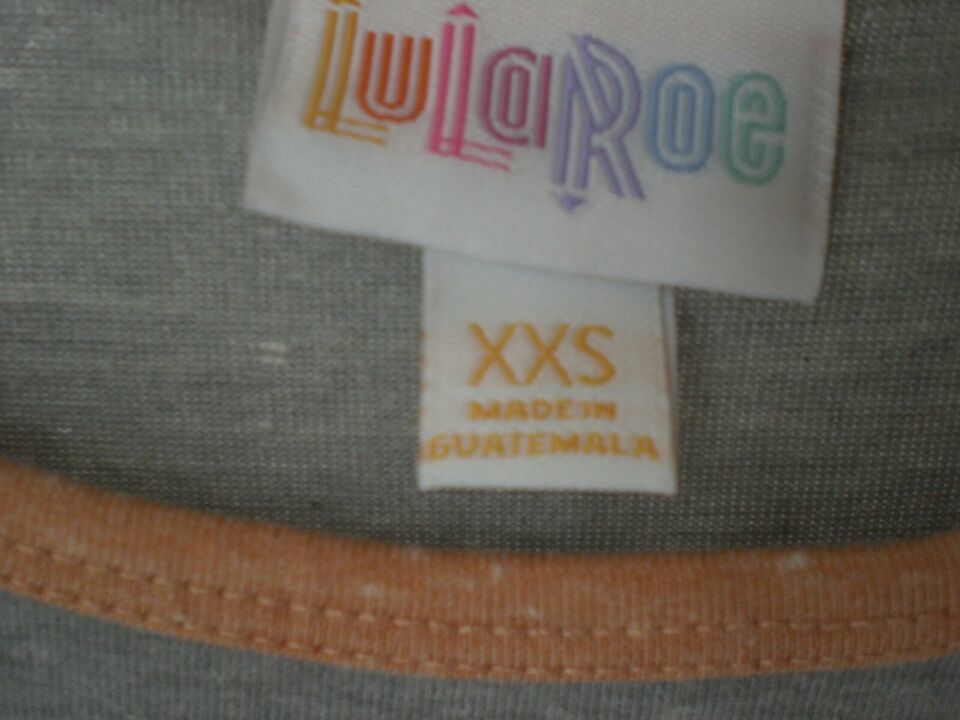 LuLaRoe
XXS
MADE IN
GUATEMALA